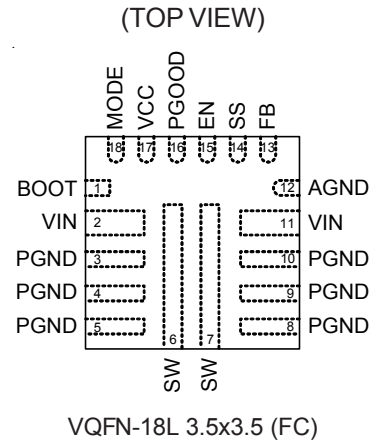 (TOP VIEW)
MODE VCC PGOOD EN SS FB
18 17 16 15 14 13
BOOT 1 12 AGND
VIN 2 11 VIN
PGND 3 10 PGND
PGND 4 9 PGND
PGND 5 8 PGND
6 7
SW SW
VQFN-18L 3.5x3.5 (FC)